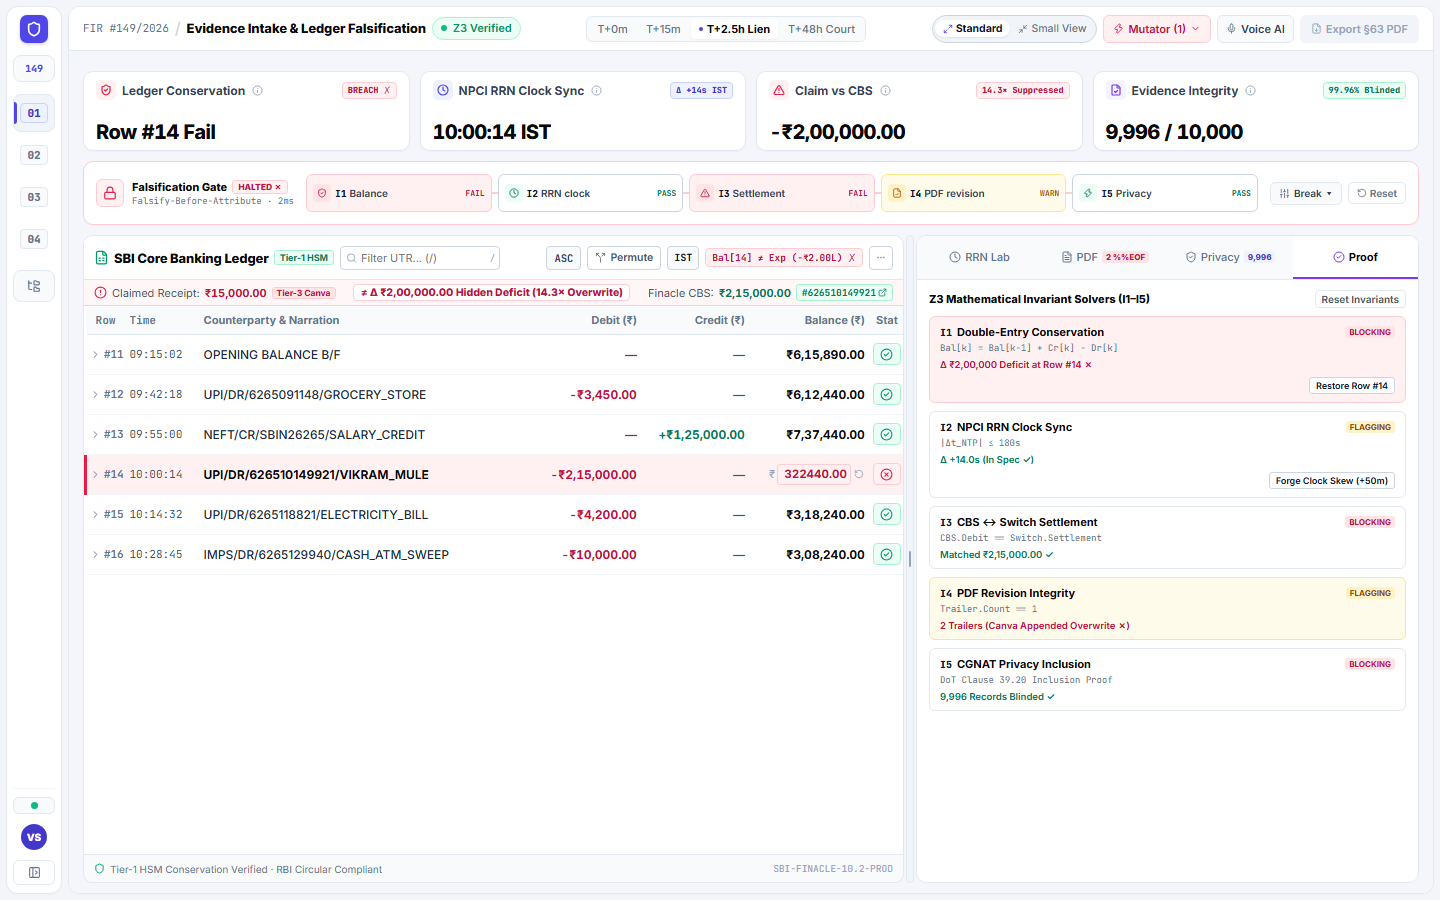 FIR #149/2026 / Evidence Intake & Ledger Falsification Z3 Verified
T+0m T+15m T+2.5h Lien T+48h Court
Standard Small View Mutator (1) Voice AI Export §63 PDF
149
01
02
03
04
VS
Ledger Conservation BREACH X
Row #14 Fail
NPCI RRN Clock Sync Δ +14s IST
10:00:14 IST
Claim vs CBS 14.3× Suppressed
-₹2,00,000.00
Evidence Integrity 99.96% Blinded
9,996 / 10,000
Falsification Gate HALTED ×
Falsify-Before-Attribute · 2ms
I1 Balance FAIL
I2 RRN clock PASS
I3 Settlement FAIL
I4 PDF revision WARN
I5 Privacy PASS
Break Reset
SBI Core Banking Ledger Tier-1 HSM Filter UTR... (/) / ASC Permute IST Bal[14] ≠ Exp (-₹2.00L) X ...
Claimed Receipt: ₹15,000.00 Tier-3 Canva ≠ Δ ₹2,00,000.00 Hidden Deficit (14.3× Overwrite) Finacle CBS: ₹2,15,000.00 #626510149921
Row Time Counterparty & Narration Debit (₹) Credit (₹) Balance (₹) Stat
#11 09:15:02 OPENING BALANCE B/F — — ₹6,15,890.00
#12 09:42:18 UPI/DR/6265091148/GROCERY_STORE -₹3,450.00 — ₹6,12,440.00
#13 09:55:00 NEFT/CR/SBIN26265/SALARY_CREDIT — +₹1,25,000.00 ₹7,37,440.00
#14 10:00:14 UPI/DR/626510149921/VIKRAM_MULE -₹2,15,000.00 — ₹ 322440.00
#15 10:14:32 UPI/DR/6265118821/ELECTRICITY_BILL -₹4,200.00 — ₹3,18,240.00
#16 10:28:45 IMPS/DR/6265129940/CASH_ATM_SWEEP -₹10,000.00 — ₹3,08,240.00
Tier-1 HSM Conservation Verified · RBI Circular Compliant SBI-FINACLE-10.2-PROD
RRN Lab PDF 2 %%EOF Privacy 9,996 Proof
Z3 Mathematical Invariant Solvers (I1–I5) Reset Invariants
I1 Double-Entry Conservation BLOCKING
Bal[k] = Bal[k-1] + Cr[k] - Dr[k]
Δ ₹2,00,000 Deficit at Row #14 ×
Restore Row #14
I2 NPCI RRN Clock Sync FLAGGING
|Δt_NTP| ≤ 180s
Δ +14.0s (In Spec ✓)
Forge Clock Skew (+50m)
I3 CBS ↔ Switch Settlement BLOCKING
CBS.Debit == Switch.Settlement
Matched ₹2,15,000.00 ✓
I4 PDF Revision Integrity FLAGGING
Trailer.Count == 1
2 Trailers (Canva Appended Overwrite ×)
I5 CGNAT Privacy Inclusion BLOCKING
DoT Clause 39.20 Inclusion Proof
9,996 Records Blinded ✓